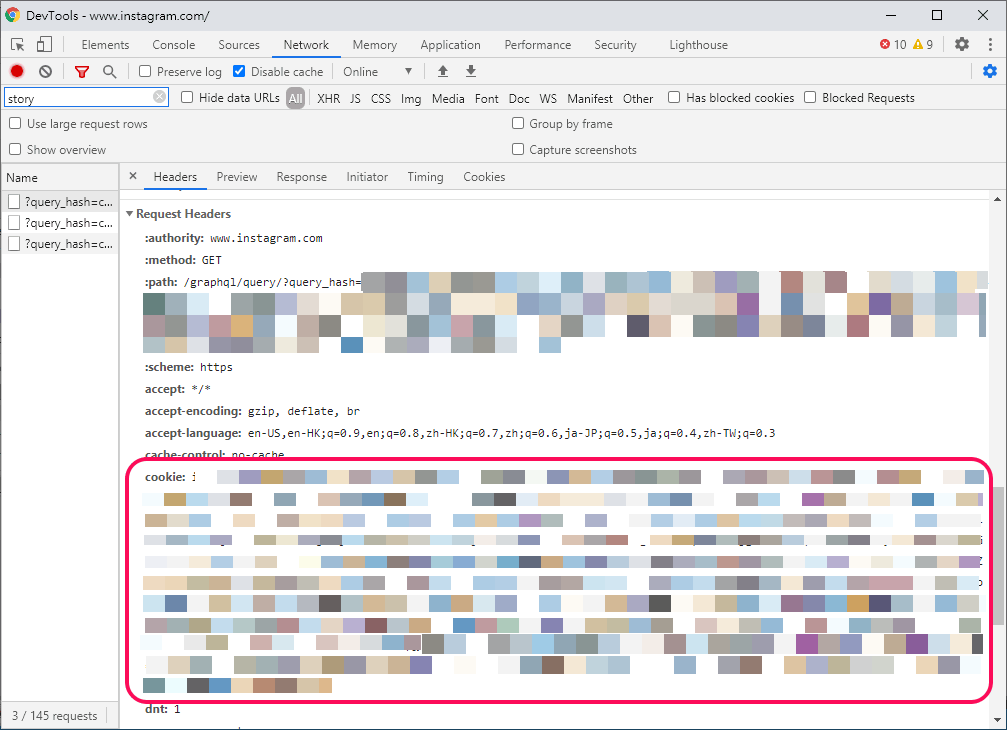 DevTools - www.instagram.com/
Elements Console Sources Network Memory Application Performance Security Lighthouse 10 9
Preserve log Disable cache Online
story Hide data URLs All XHR JS CSS Img Media Font Doc WS Manifest Other Has blocked cookies Blocked Requests
Use large request rows Group by frame
Show overview Capture screenshots
Name × Headers Preview Response Initiator Timing Cookies
?query_hash=c...
?query_hash=c...
?query_hash=c...
Request Headers
:authority: www.instagram.com
:method: GET
:path: /graphql/query/?query_hash=
:scheme: https
accept: */*
accept-encoding: gzip, deflate, br
accept-language: en-US,en-HK;q=0.9,en;q=0.8,zh-HK;q=0.7,zh;q=0.6,ja-JP;q=0.5,ja;q=0.4,zh-TW;q=0.3
cache-control: no-cache
cookie: i
dnt: 1
3 / 145 requests